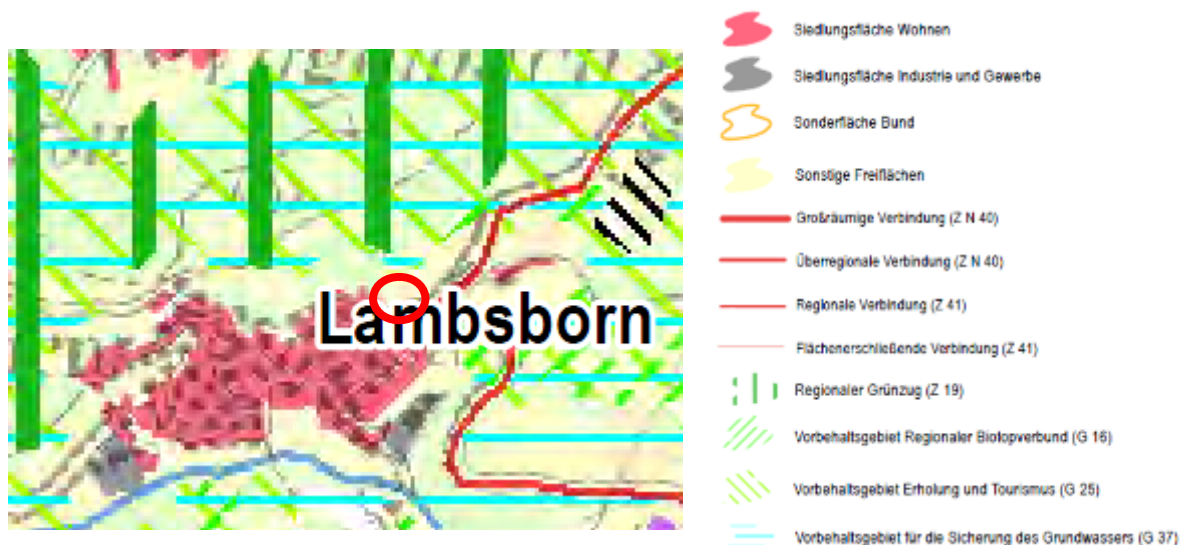 Lambsborn
Siedlungsfläche Wohnen
Siedlungsfläche Industrie und Gewerbe
Sonderfläche Bund
Sonstige Freiflächen
Großräumige Verbindung (Z N 40)
Überregionale Verbindung (Z N 40)
Regionale Verbindung (Z 41)
Flächenerschließende Verbindung (Z 41)
Regionaler Grünzug (Z 19)
Vorbehaltsgebiet Regionaler Biotopverbund (G 16)
Vorbehaltsgebiet Erholung und Tourismus (G 25)
Vorbehaltsgebiet für die Sicherung des Grundwassers (G 37)